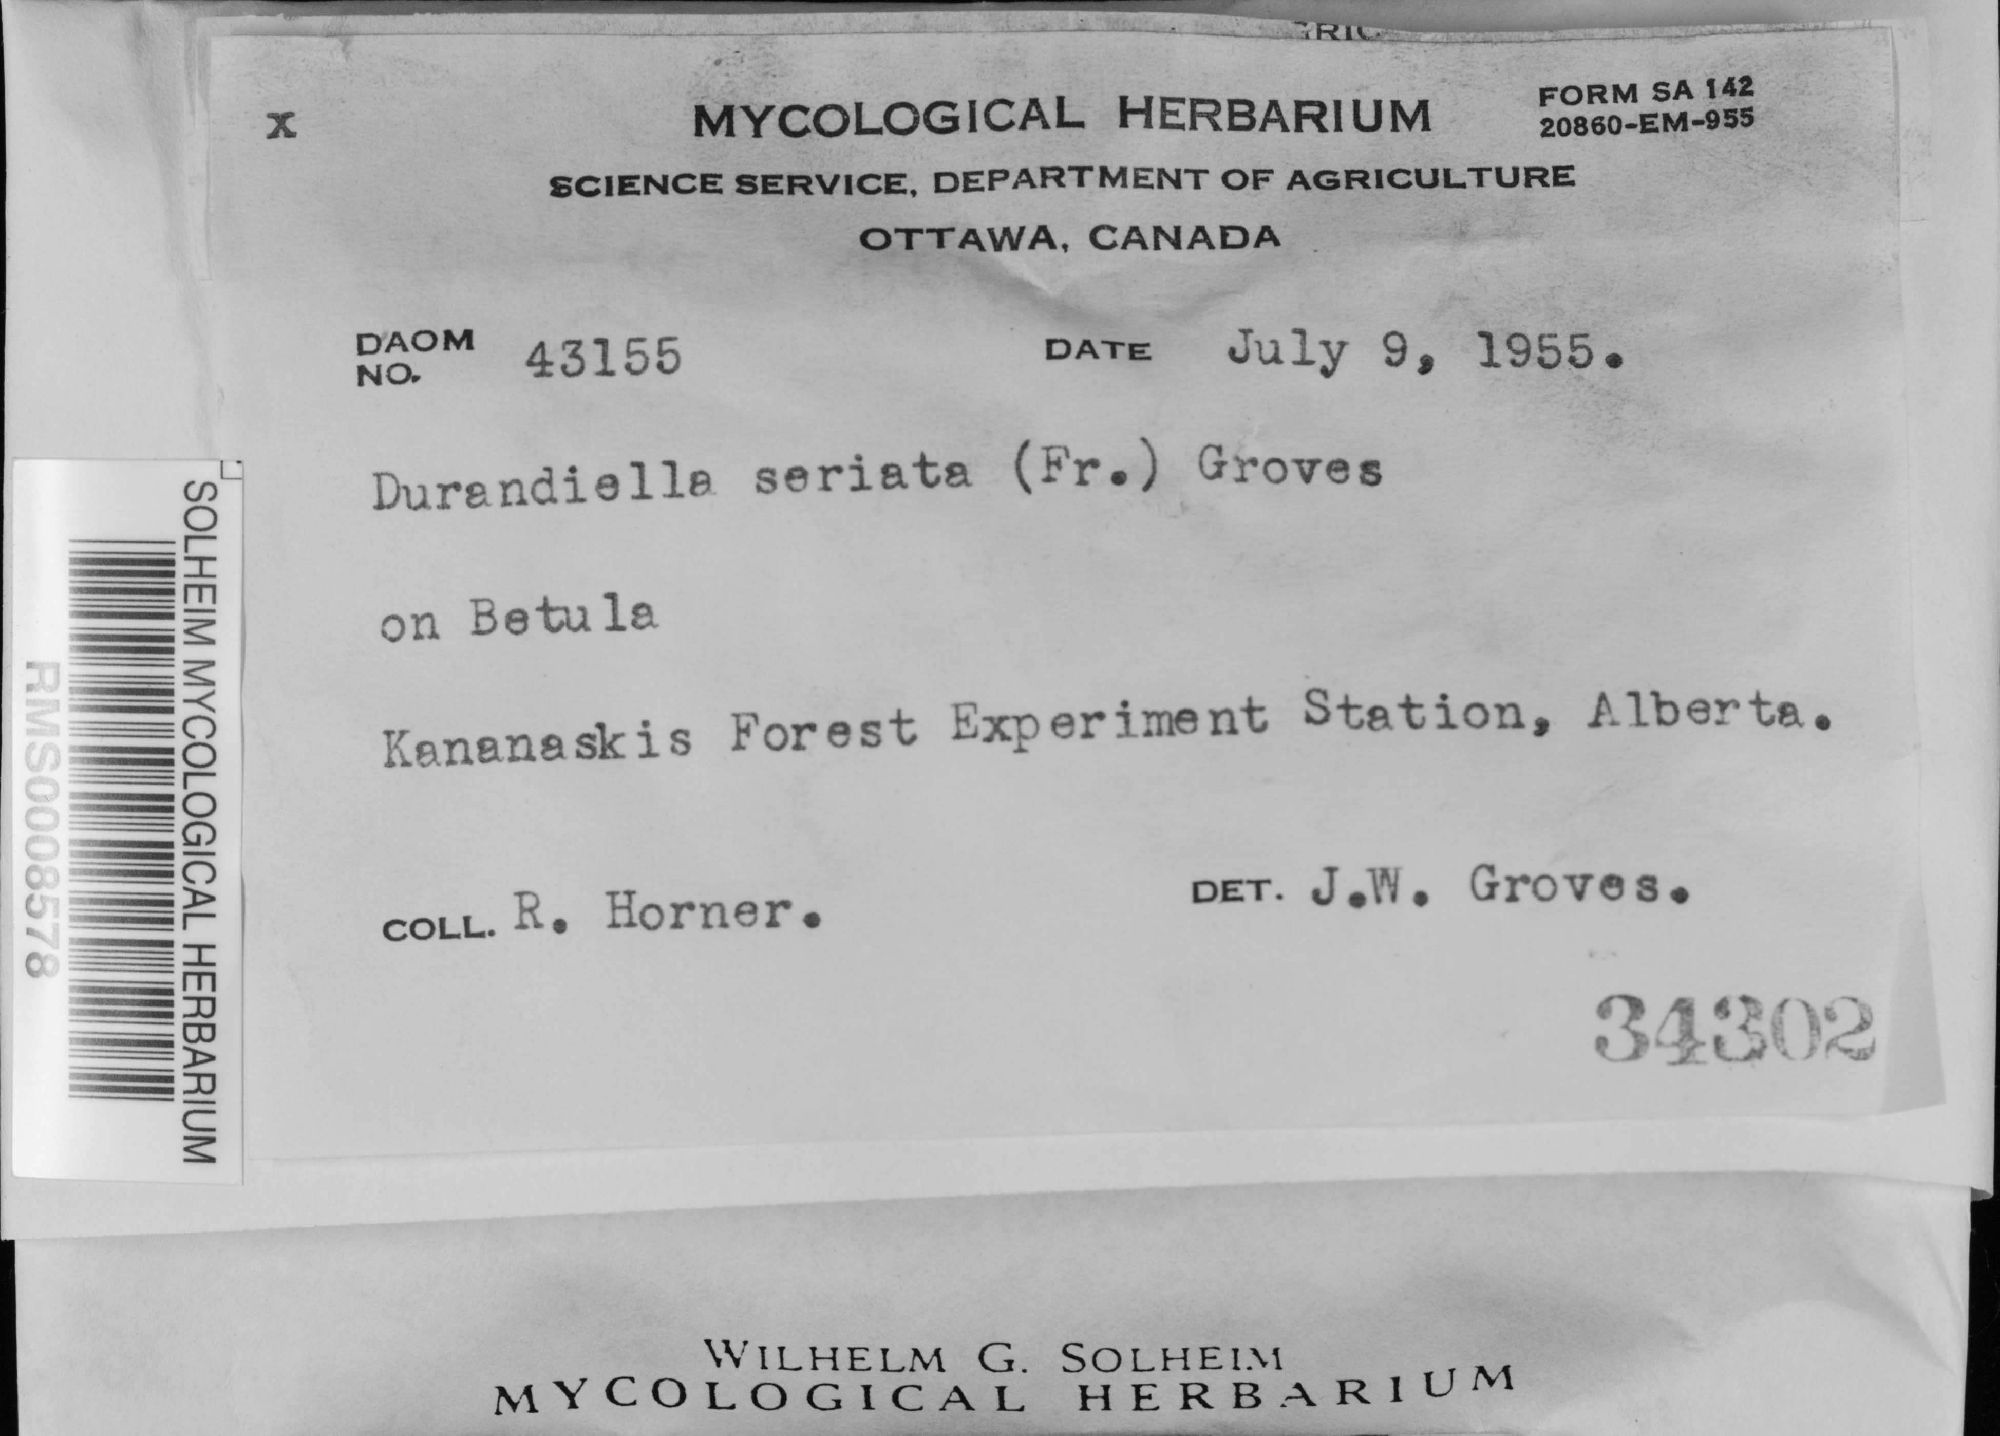 x
MYCOLOGICAL HERBARIUM
FORM SA 142
20860-EM-955
SCIENCE SERVICE, DEPARTMENT OF AGRICULTURE
OTTAWA, CANADA
DAOM NO. 43155
DATE July 9, 1955.
Durandiella seriata (Fr.) Groves
on Betula
Kananaskis Forest Experiment Station, Alberta.
COLL. R. Horner.
DET. J.W. Groves.
34302
SOLHEIM MYCOLOGICAL HERBARIUM
RMS0008578
WILHELM G. SOLHEIM
MYCOLOGICAL HERBARIUM